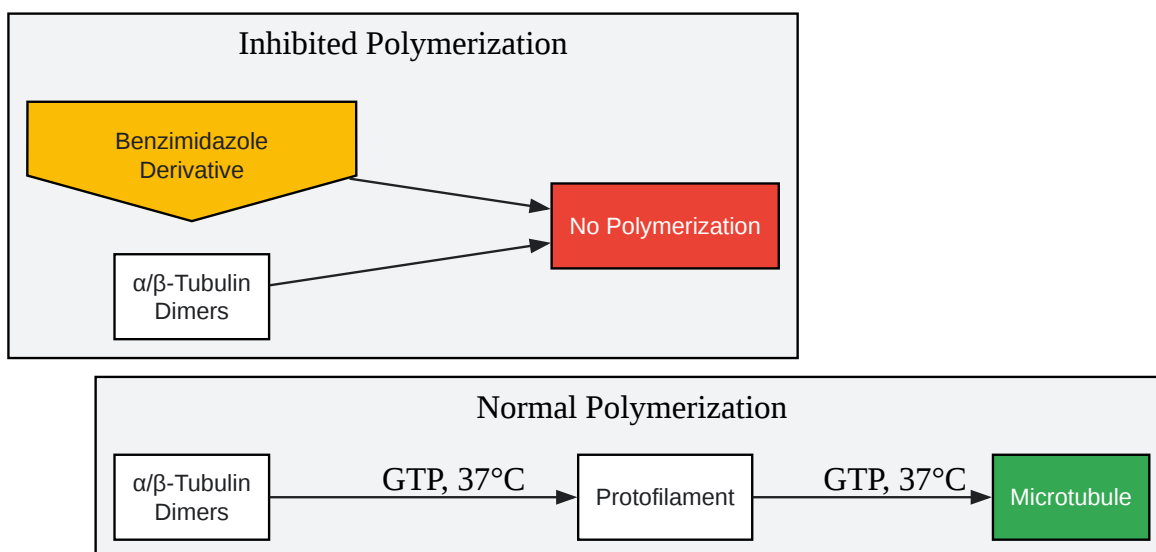 Inhibited Polymerization
Benzimidazole
Derivative
No Polymerization
α/β-Tubulin
Dimers
Normal Polymerization
α/β-Tubulin
Dimers
GTP, 37°C
Protofilament
GTP, 37°C
Microtubule